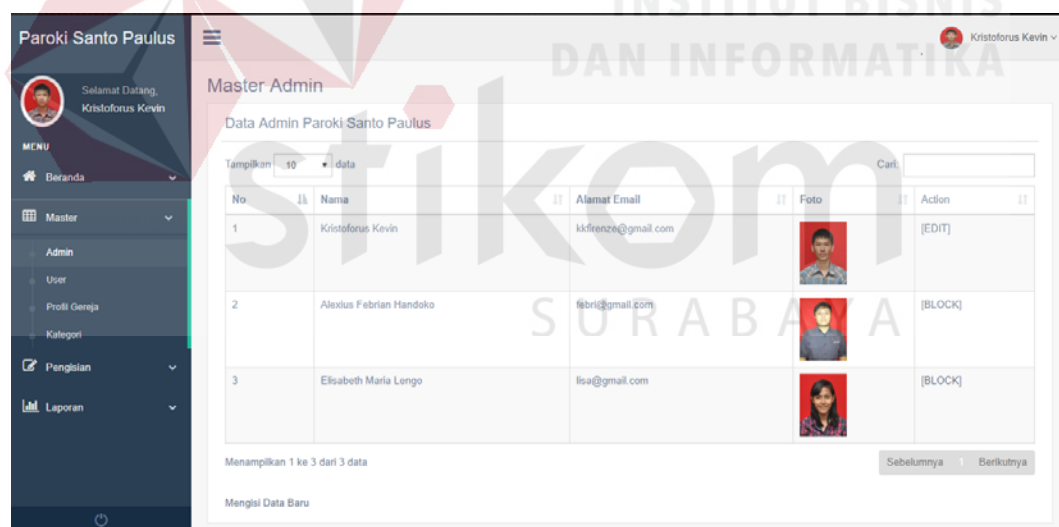 INSTITUT BISNIS
DAN INFORMATIKA
stikom
SURABAYA
Paroki Santo Paulus
Kristoforus Kevin
Selamat Datang,
Kristoforus Kevin
MENU
Beranda
Master
Admin
User
Profil Gereja
Kategori
Pengisian
Laporan
Master Admin
Data Admin Paroki Santo Paulus
Tampilkan 10 data
Cari:
No Nama Alamat Email Foto Action
1 Kristoforus Kevin kkfirenze@gmail.com [EDIT]
2 Alexius Febrian Handoko febri@gmail.com [BLOCK]
3 Elisabeth Maria Lengo lisa@gmail.com [BLOCK]
Menampilkan 1 ke 3 dari 3 data
Sebelumnya 1 Berikutnya
Mengisi Data Baru